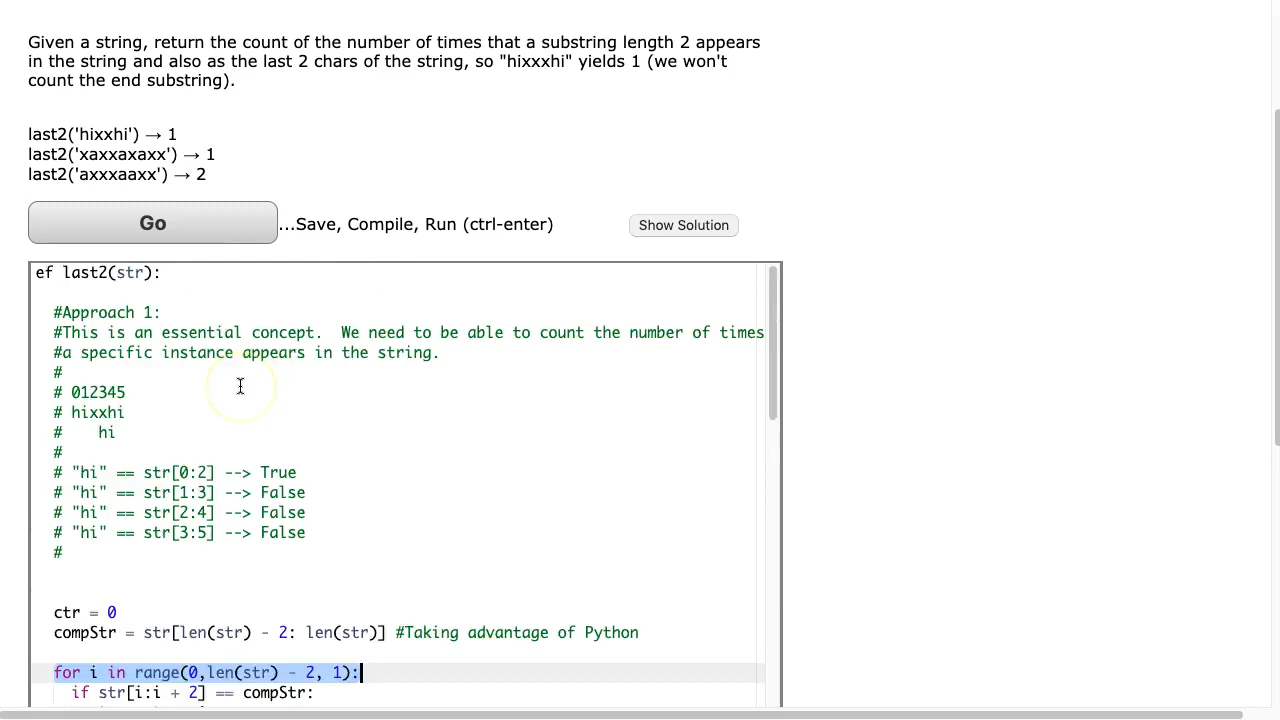 Given a string, return the count of the number of times that a substring length 2 appears
in the string and also as the last 2 chars of the string, so "hixxxhi" yields 1 (we won't
count the end substring).
last2('hixxhi') → 1
last2('xaxxaxaxx') → 1
last2('axxxaaxx') → 2
Go
...Save, Compile, Run (ctrl-enter)
Show Solution
ef last2(str):
#Approach 1:
#This is an essential concept.  We need to be able to count the number of times
#a specific instance appears in the string.
#
# 012345
# hixxhi
#    hi
#
# "hi" == str[0:2] --> True
# "hi" == str[1:3] --> False
# "hi" == str[2:4] --> False
# "hi" == str[3:5] --> False
#
ctr = 0
compStr = str[len(str) - 2: len(str)] #Taking advantage of Python
for i in range(0,len(str) - 2, 1):
if str[i:i + 2] == compStr: